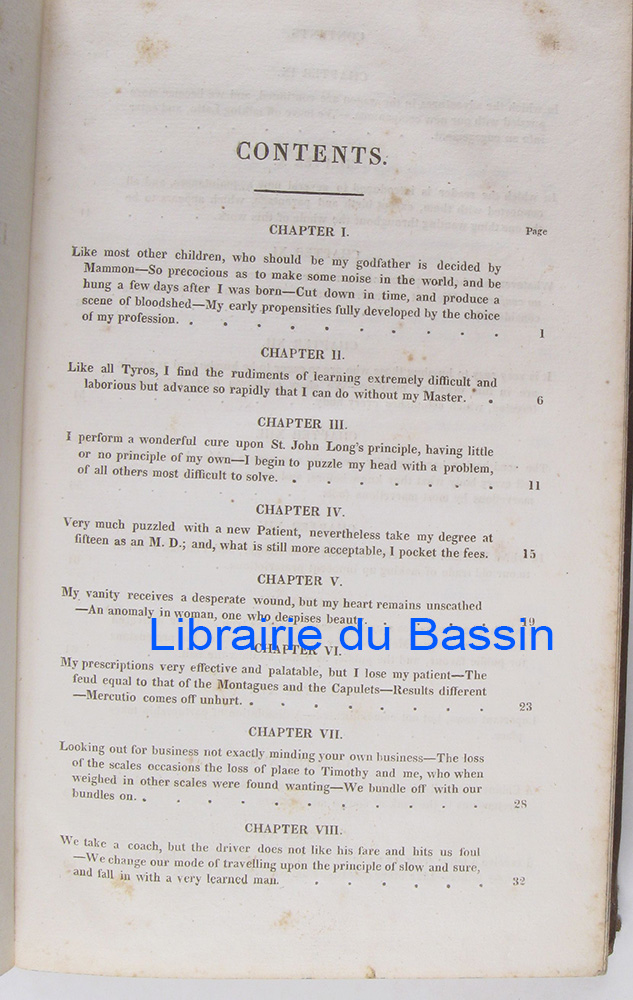 CONTENTS.
CHAPTER I.
Page
Like most other children, who should be my godfather is decided by
Mammon—So precocious as to make some noise in the world, and be
hung a few days after I was born—Cut down in time, and produce a
scene of bloodshed—My early propensities fully developed by the choice
of my profession. . . . . . . . . . 1
CHAPTER II.
Like all Tyros, I find the rudiments of learning extremely difficult and
laborious but advance so rapidly that I can do without my Master. . 6
CHAPTER III.
I perform a wonderful cure upon St. John Long's principle, having little
or no principle of my own—I begin to puzzle my head with a problem,
of all others most difficult to solve. . . . . . . 11
CHAPTER IV.
Very much puzzled with a new Patient, nevertheless take my degree at
fifteen as an M. D.; and, what is still more acceptable, I pocket the fees. 15
CHAPTER V.
My vanity receives a desperate wound, but my heart remains unscathed
—An anomaly in woman, one who despises beauty. . . . . 19
Librairie du Bassin
CHAPTER VI.
My prescriptions very effective and palatable, but I lose my patient—The
feud equal to that of the Montagues and the Capulets—Results different
—Mercutio comes off unhurt. . . . . . . . 23
CHAPTER VII.
Looking out for business not exactly minding your own business—The loss
of the scales occasions the loss of place to Timothy and me, who when
weighed in other scales were found wanting—We bundle off with our
bundles on. . . . . . . . . . . 28
CHAPTER VIII.
We take a coach, but the driver does not like his fare and hits us foul
—We change our mode of travelling upon the principle of slow and sure,
and fall in with a very learned man. . . . . . . 32